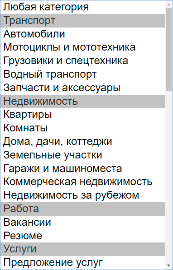 Любая категория
Транспорт
Автомобили
Мотоциклы и мототехника
Грузовики и спецтехника
Водный транспорт
Запчасти и аксессуары
Недвижимость
Квартиры
Комнаты
Дома, дачи, коттеджи
Земельные участки
Гаражи и машиноместа
Коммерческая недвижимость
Недвижимость за рубежом
Работа
Вакансии
Резюме
Услуги
Предложение услуг